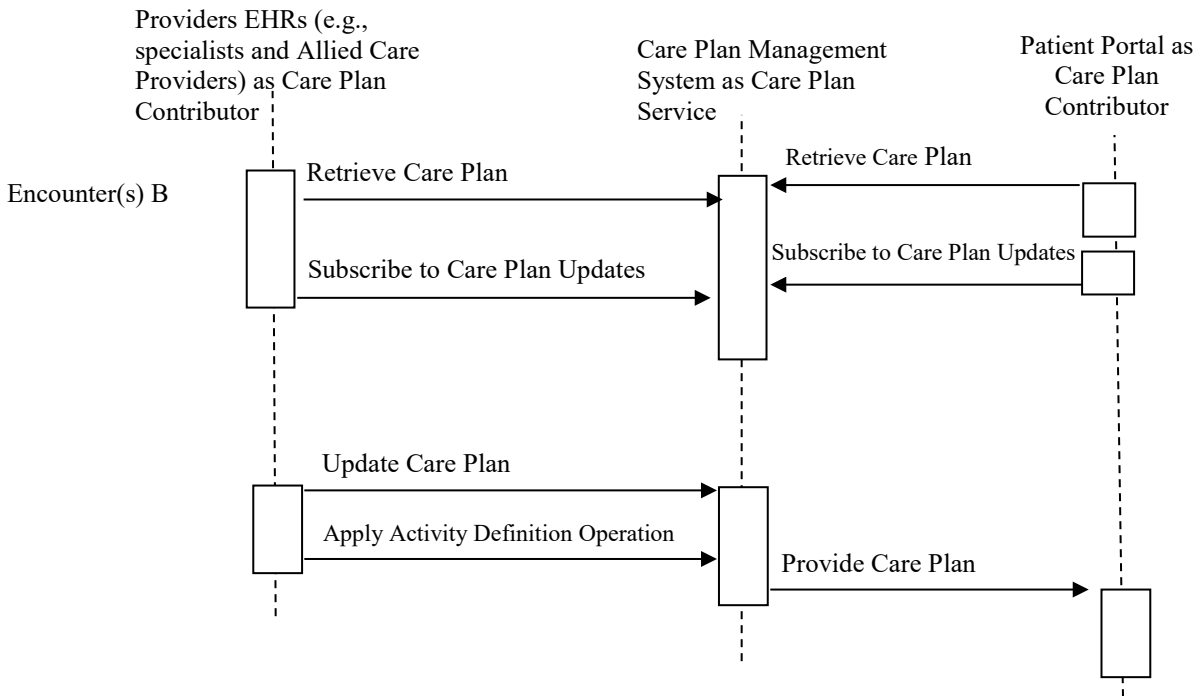 Providers EHRs (e.g.,
specialists and Allied Care
Providers) as Care Plan
Contributor
Care Plan Management
System as Care Plan
Service
Patient Portal as
Care Plan
Contributor
Encounter(s) B
Retrieve Care Plan
Retrieve Care Plan
Subscribe to Care Plan Updates
Subscribe to Care Plan Updates
Update Care Plan
Apply Activity Definition Operation
Provide Care Plan